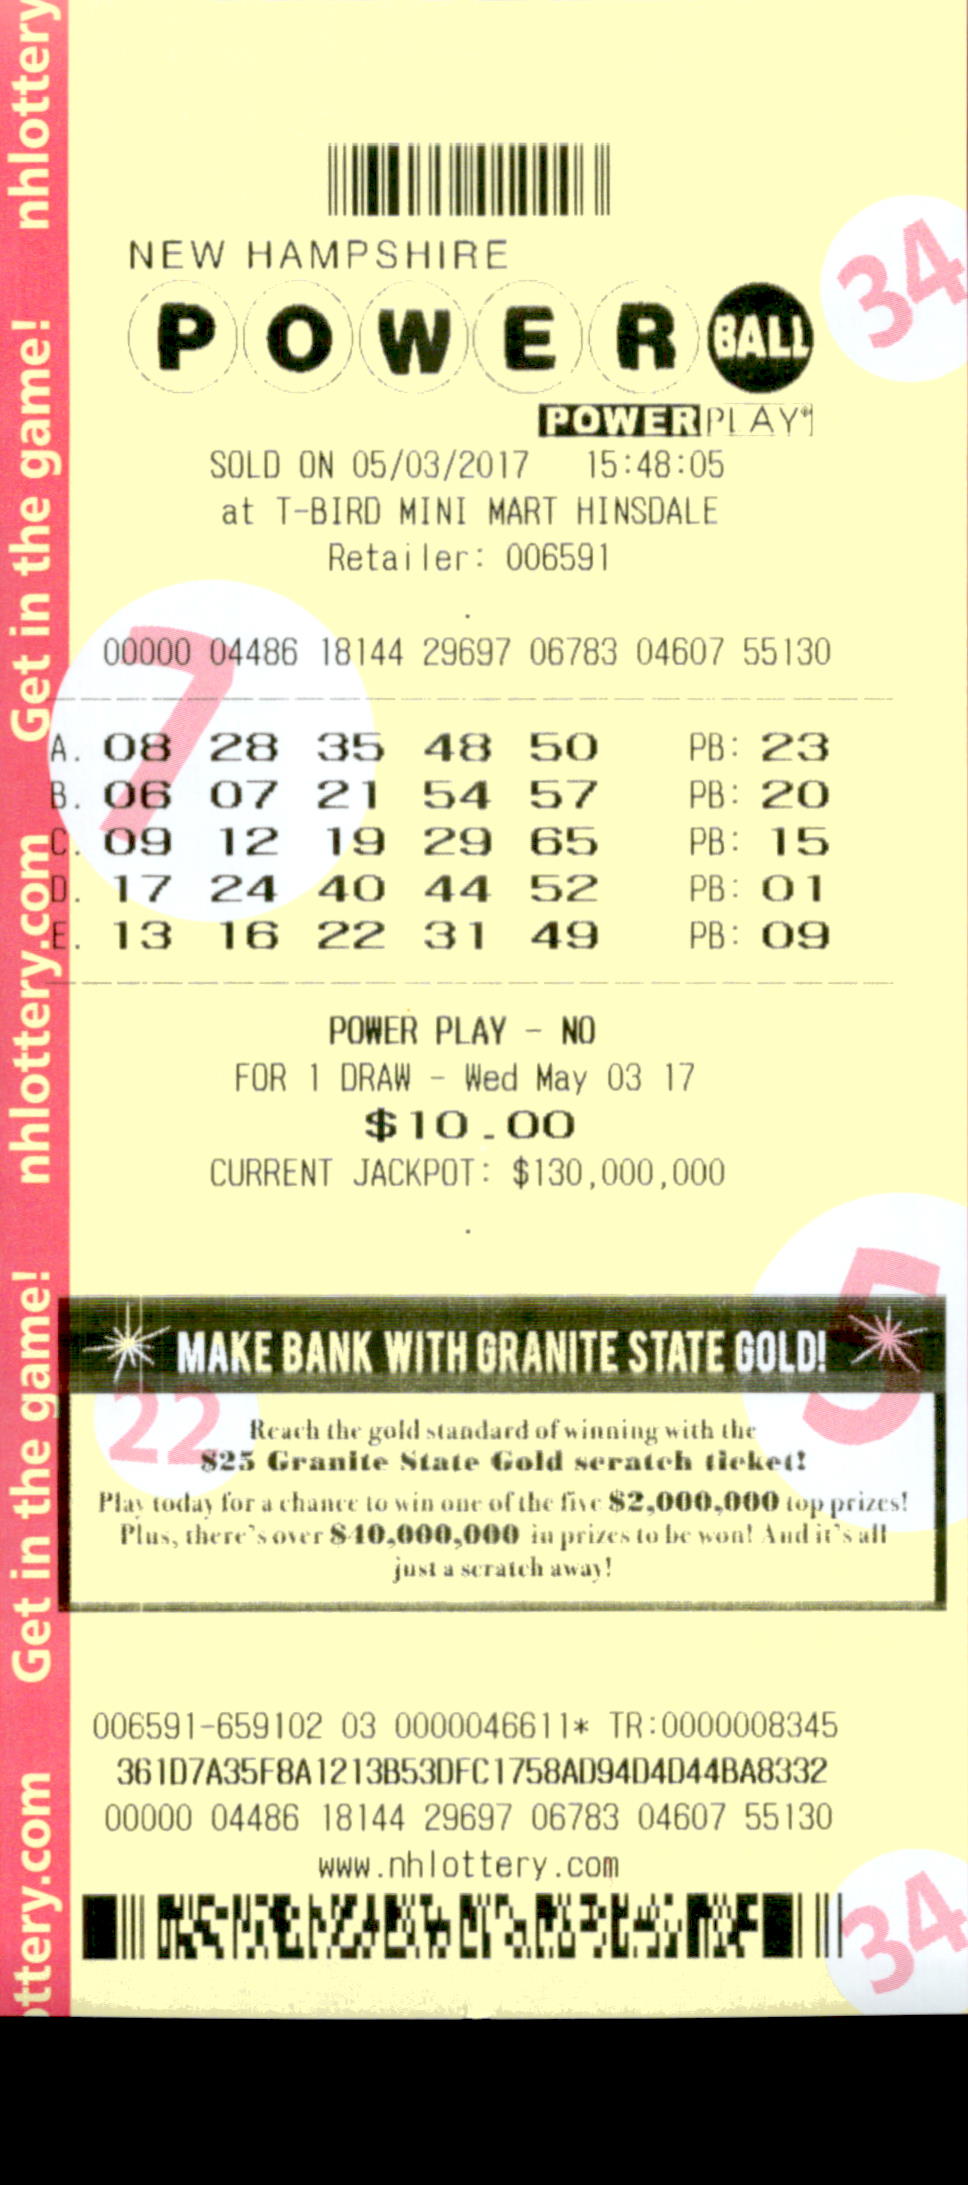 nhlottery
Get in the game!
nhlottery.com
Get in the game!
ottery.com
NEW HAMPSHIRE
POWER BALL
POWER PLAY®
34
SOLD ON 05/03/2017 15:48:05
at T-BIRD MINI MART HINSDALE
Retailer: 006591
7
00000 04486 18144 29697 06783 04607 55130
A. 08 28 35 48 50 PB: 23
B. 06 07 21 54 57 PB: 20
C. 09 12 19 29 65 PB: 15
D. 17 24 40 44 52 PB: 01
E. 13 16 22 31 49 PB: 09
POWER PLAY - NO
FOR 1 DRAW - Wed May 03 17
$10.00
CURRENT JACKPOT: $130,000,000
5
MAKE BANK WITH GRANITE STATE GOLD!
22
Reach the gold standard of winning with the
$25 Granite State Gold scratch ticket!
Play today for a chance to win one of the five $2,000,000 top prizes!
Plus, there's over $40,000,000 in prizes to be won! And it's all
just a scratch away!
006591-659102 03 0000046611* TR:0000008345
361D7A35F8A1213B53DFC1758AD94D4D44BA8332
00000 04486 18144 29697 06783 04607 55130
www.nhlottery.com
34